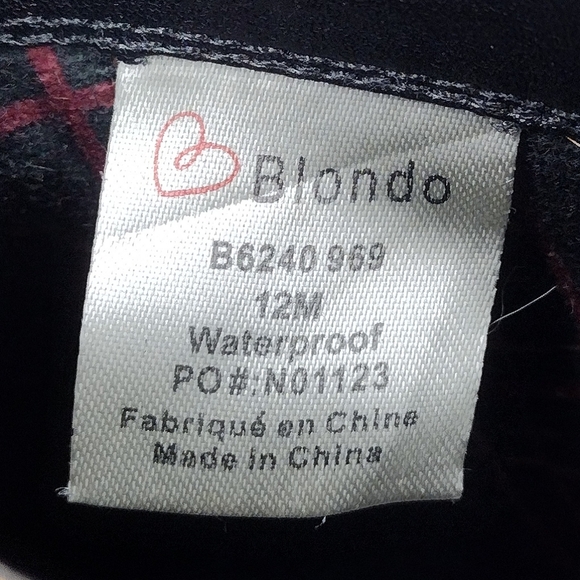 Blondo
B6240 969
12M
Waterproof
PO#:N01123
Fabriqué en Chine
Made in China